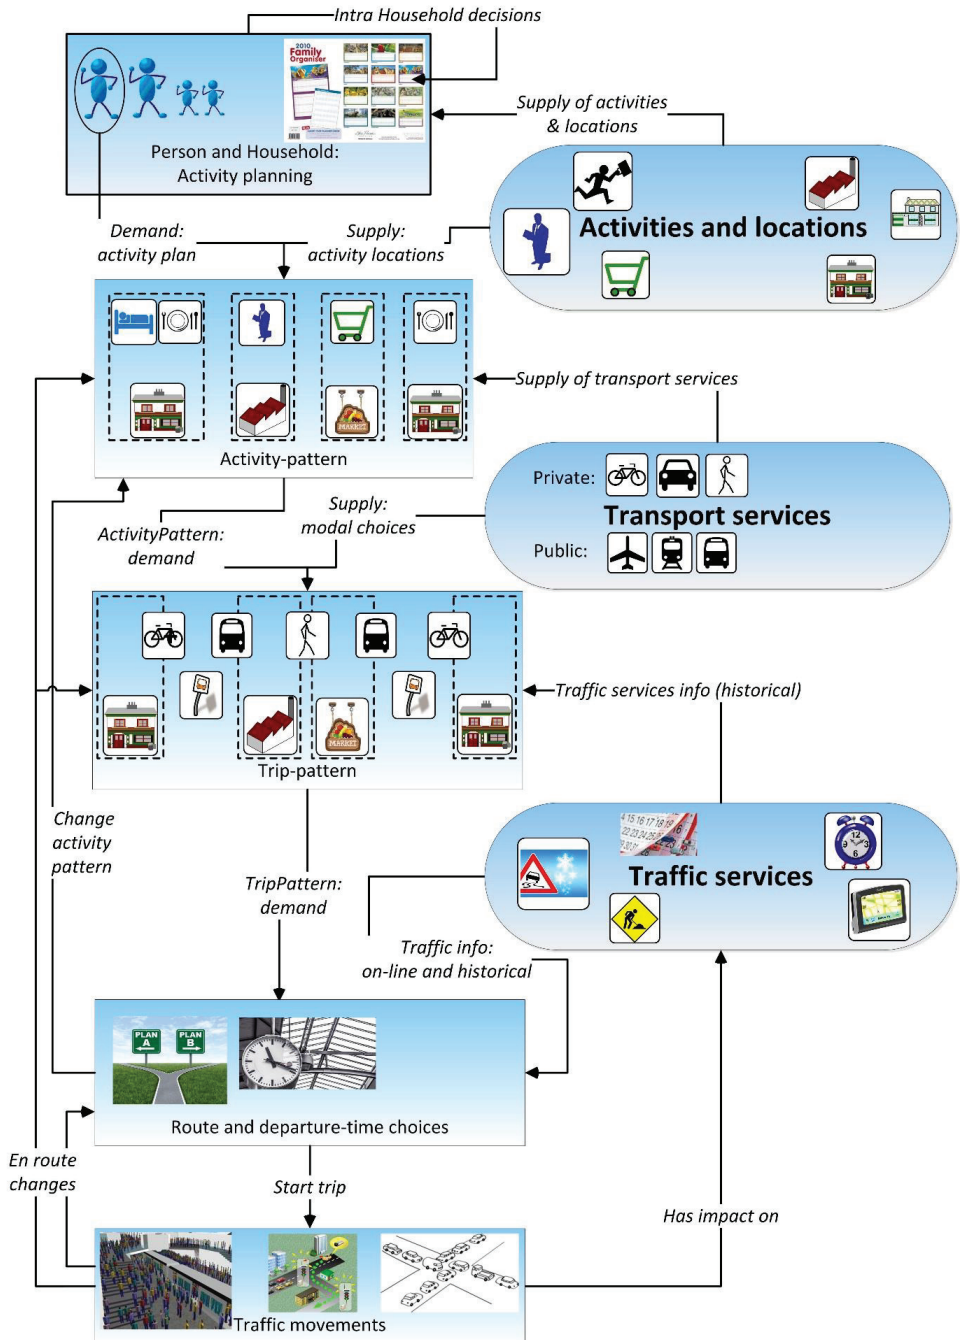 Intra Household decisions
2010
Family
Organiser
Person and Household:
Activity planning
Supply of activities
& locations
Activities and locations
Demand:
activity plan
Supply:
activity locations
MARKET
Activity-pattern
Supply of transport services
Private:
Transport services
Public:
Supply:
modal choices
ActivityPattern:
demand
MARKET
Trip-pattern
Traffic services info (historical)
Change
activity
pattern
Traffic services
TripPattern:
demand
Traffic info:
on-line and historical
PLAN
A
PLAN
B
Route and departure-time choices
En route
changes
Start trip
Has impact on
Traffic movements